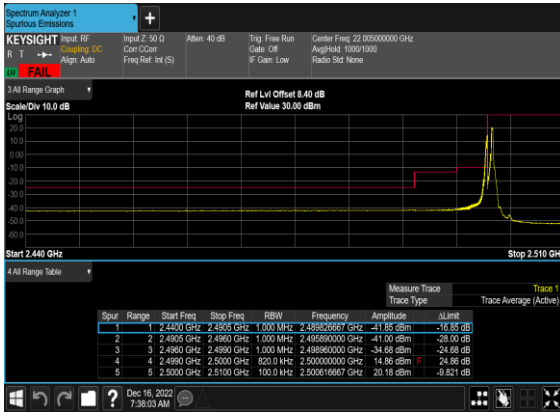 Spectrum Analyzer 1
Spurious Emissions
+
KEYSIGHT Input: RF Input Z: 50 Ω Atten: 40 dB Trig: Free Run Center Freq: 22.005000000 GHz
R T Coupling: DC Corr CCorr Gate: Off Avg|Hold: 1000/1000
Align: Auto Freq Ref: Int (S) IF Gain: Low Radio Std: None
FAIL
3 All Range Graph
Ref Lvl Offset 8.40 dB
Scale/Div 10.0 dB Ref Value 30.00 dBm
Log
20.0
10.0
0.00
-10.0
-20.0
-30.0
-40.0
-50.0
-60.0
Start 2.440 GHz Stop 2.510 GH
4 All Range Table
Measure Trace Trace 1
Trace Type Trace Average (Active)
Spur Range Start Freq Stop Freq RBW Frequency Amplitude ΔLimit
1 1 2.4400 GHz 2.4905 GHz 1.000 MHz 2.489826667 GHz -41.85 dBm -16.85 dB
2 2 2.4905 GHz 2.4960 GHz 1.000 MHz 2.495890000 GHz -41.00 dBm -28.00 dB
3 3 2.4960 GHz 2.4990 GHz 1.000 MHz 2.498960000 GHz -34.68 dBm -24.68 dB
4 4 2.4990 GHz 2.5000 GHz 820.0 kHz 2.500000000 GHz 14.86 dBm F 24.86 dB
5 5 2.5000 GHz 2.5100 GHz 100.0 kHz 2.500616667 GHz 20.18 dBm -9.821 dB
? Dec 16, 2022
7:38:03 AM